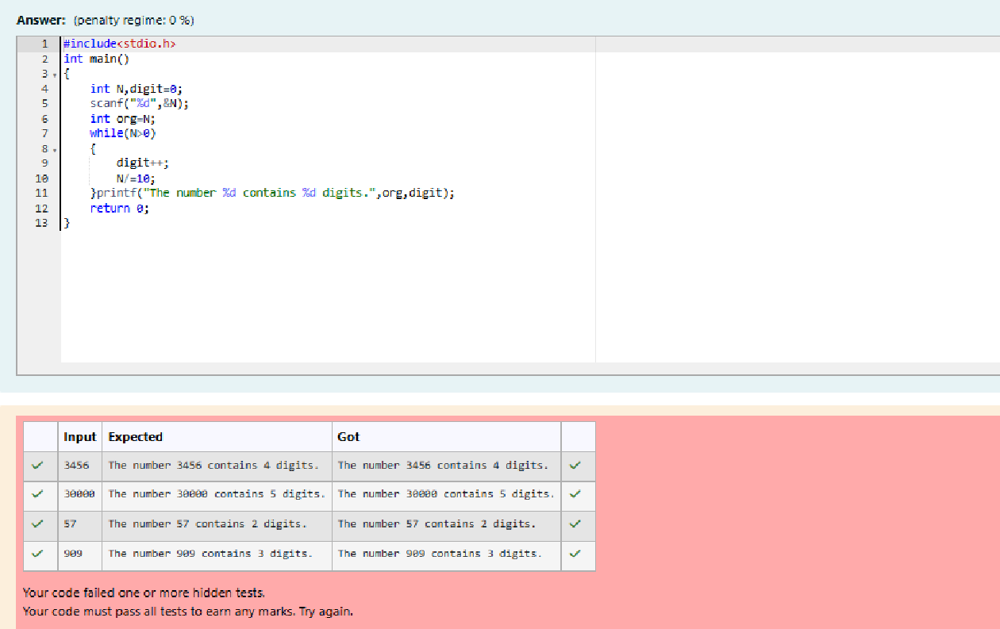 Answer: (penalty regime: 0 %)
1 #include<stdio.h>
2 int main()
3 {
4 int N,digit=0;
5 scanf("%d",&N);
6 int org=N;
7 while(N>0)
8 {
9 digit++;
10 N/=10;
11 }printf("The number %d contains %d digits.",org,digit);
12 return 0;
13 }
Input Expected Got
3456 The number 3456 contains 4 digits. The number 3456 contains 4 digits.
30000 The number 30000 contains 5 digits. The number 30000 contains 5 digits.
57 The number 57 contains 2 digits. The number 57 contains 2 digits.
909 The number 909 contains 3 digits. The number 909 contains 3 digits.
Your code failed one or more hidden tests.
Your code must pass all tests to earn any marks. Try again.